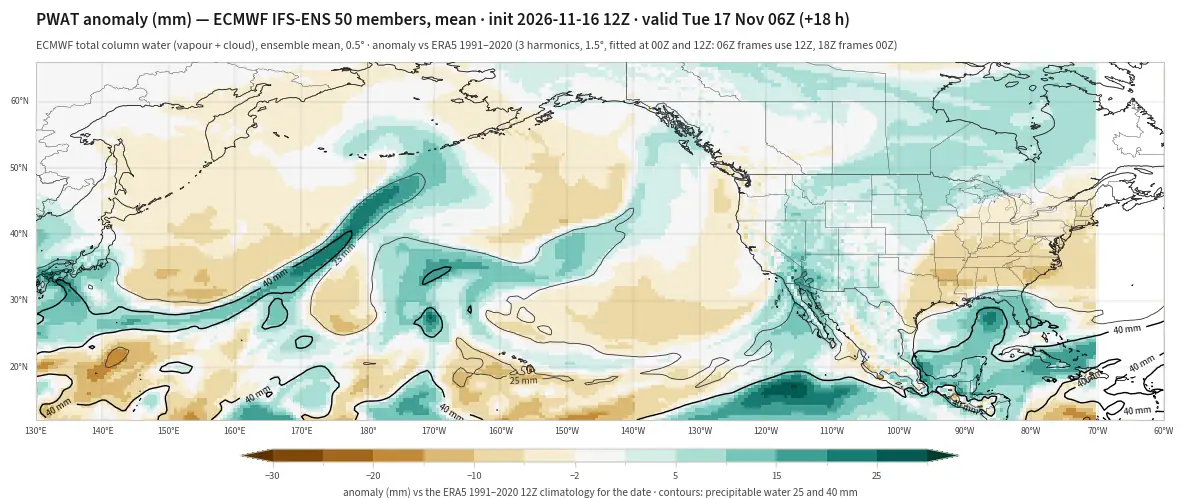 PWAT anomaly (mm) — ECMWF IFS-ENS 50 members, mean · init 2026-11-16 12Z · valid Tue 17 Nov 06Z (+18 h)
ECMWF total column water (vapour + cloud), ensemble mean, 0.5° · anomaly vs ERA5 1991–2020 (3 harmonics, 1.5°, fitted at 00Z and 12Z: 06Z frames use 12Z, 18Z frames 00Z)
60°N
50°N
40°N
30°N
20°N
40 mm
25 mm
40 mm
40 mm
40 mm
25 mm
40 mm
40 mm
40 mm
40 mm
40 mm
130°E 140°E 150°E 160°E 170°E 180° 170°W 160°W 150°W 140°W 130°W 120°W 110°W 100°W 90°W 80°W 70°W 60°W
−30 −20 −10 −2 5 15 25
anomaly (mm) vs the ERA5 1991–2020 12Z climatology for the date · contours: precipitable water 25 and 40 mm